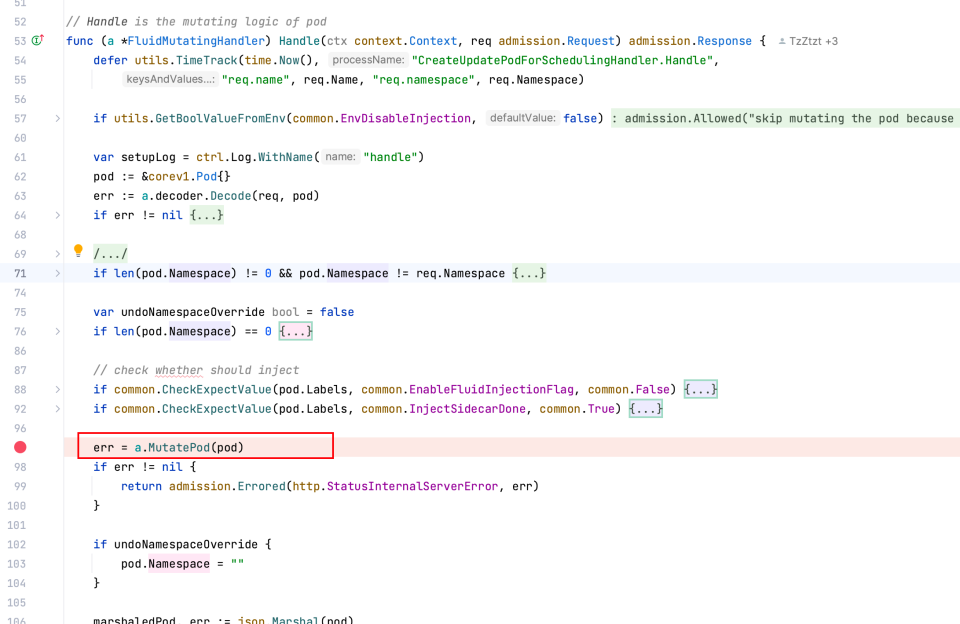 51
52 // Handle is the mutating logic of pod
53 func (a *FluidMutatingHandler) Handle(ctx context.Context, req admission.Request) admission.Response { TzZtzt +3
54 defer utils.TimeTrack(time.Now(), processName: "CreateUpdatePodForSchedulingHandler.Handle",
55 keysAndValues...: "req.name", req.Name, "req.namespace", req.Namespace)
56
57 if utils.GetBoolValueFromEnv(common.EnvDisableInjection, defaultValue: false) : admission.Allowed("skip mutating the pod because
60
61 var setupLog = ctrl.Log.WithName( name: "handle")
62 pod := &corev1.Pod{}
63 err := a.decoder.Decode(req, pod)
64 if err != nil {...}
68
69 /.../
71 if len(pod.Namespace) != 0 && pod.Namespace != req.Namespace {...}
74
75 var undoNamespaceOverride bool = false
76 if len(pod.Namespace) == 0 {...}
86
87 // check whether should inject
88 if common.CheckExpectValue(pod.Labels, common.EnableFluidInjectionFlag, common.False) {...}
92 if common.CheckExpectValue(pod.Labels, common.InjectSidecarDone, common.True) {...}
96
err = a.MutatePod(pod)
98 if err != nil {
99 return admission.Errored(http.StatusInternalServerError, err)
100 }
101
102 if undoNamespaceOverride {
103 pod.Namespace = ""
104 }
105
106 marshaledPod, err := json.Marshal(pod)